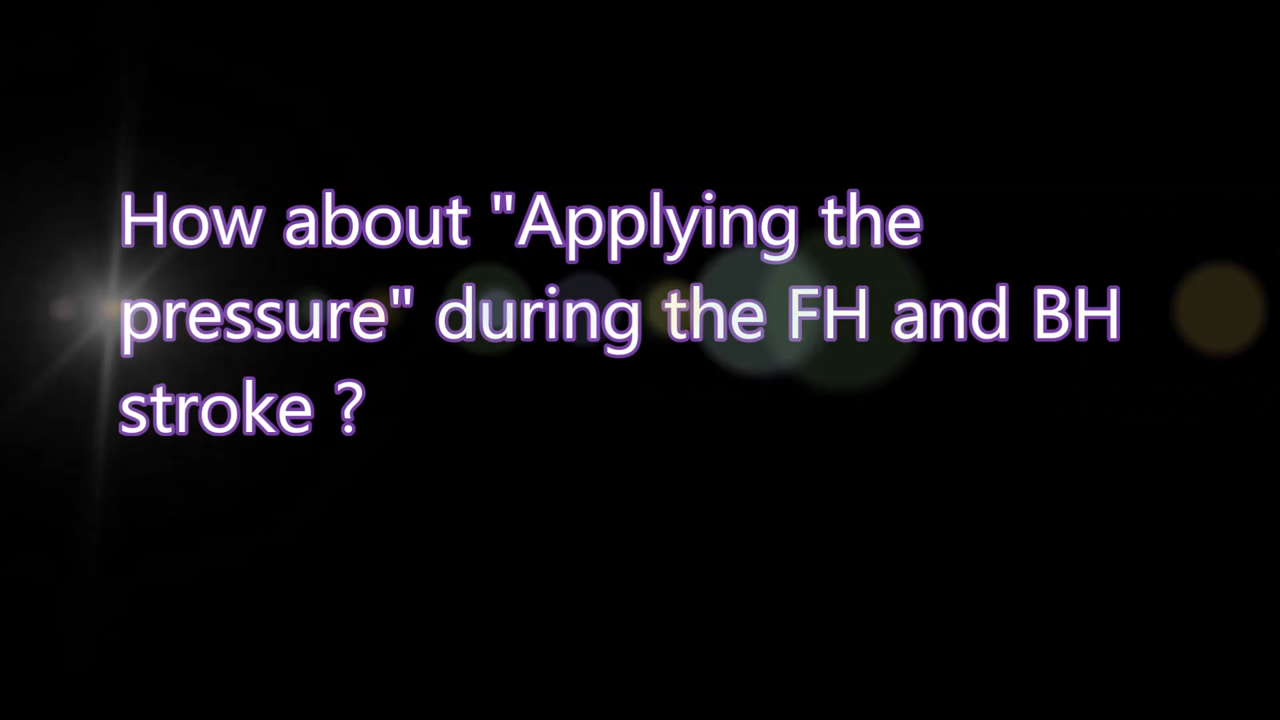 How about "Applying the
pressure" during the FH and BH
stroke ?